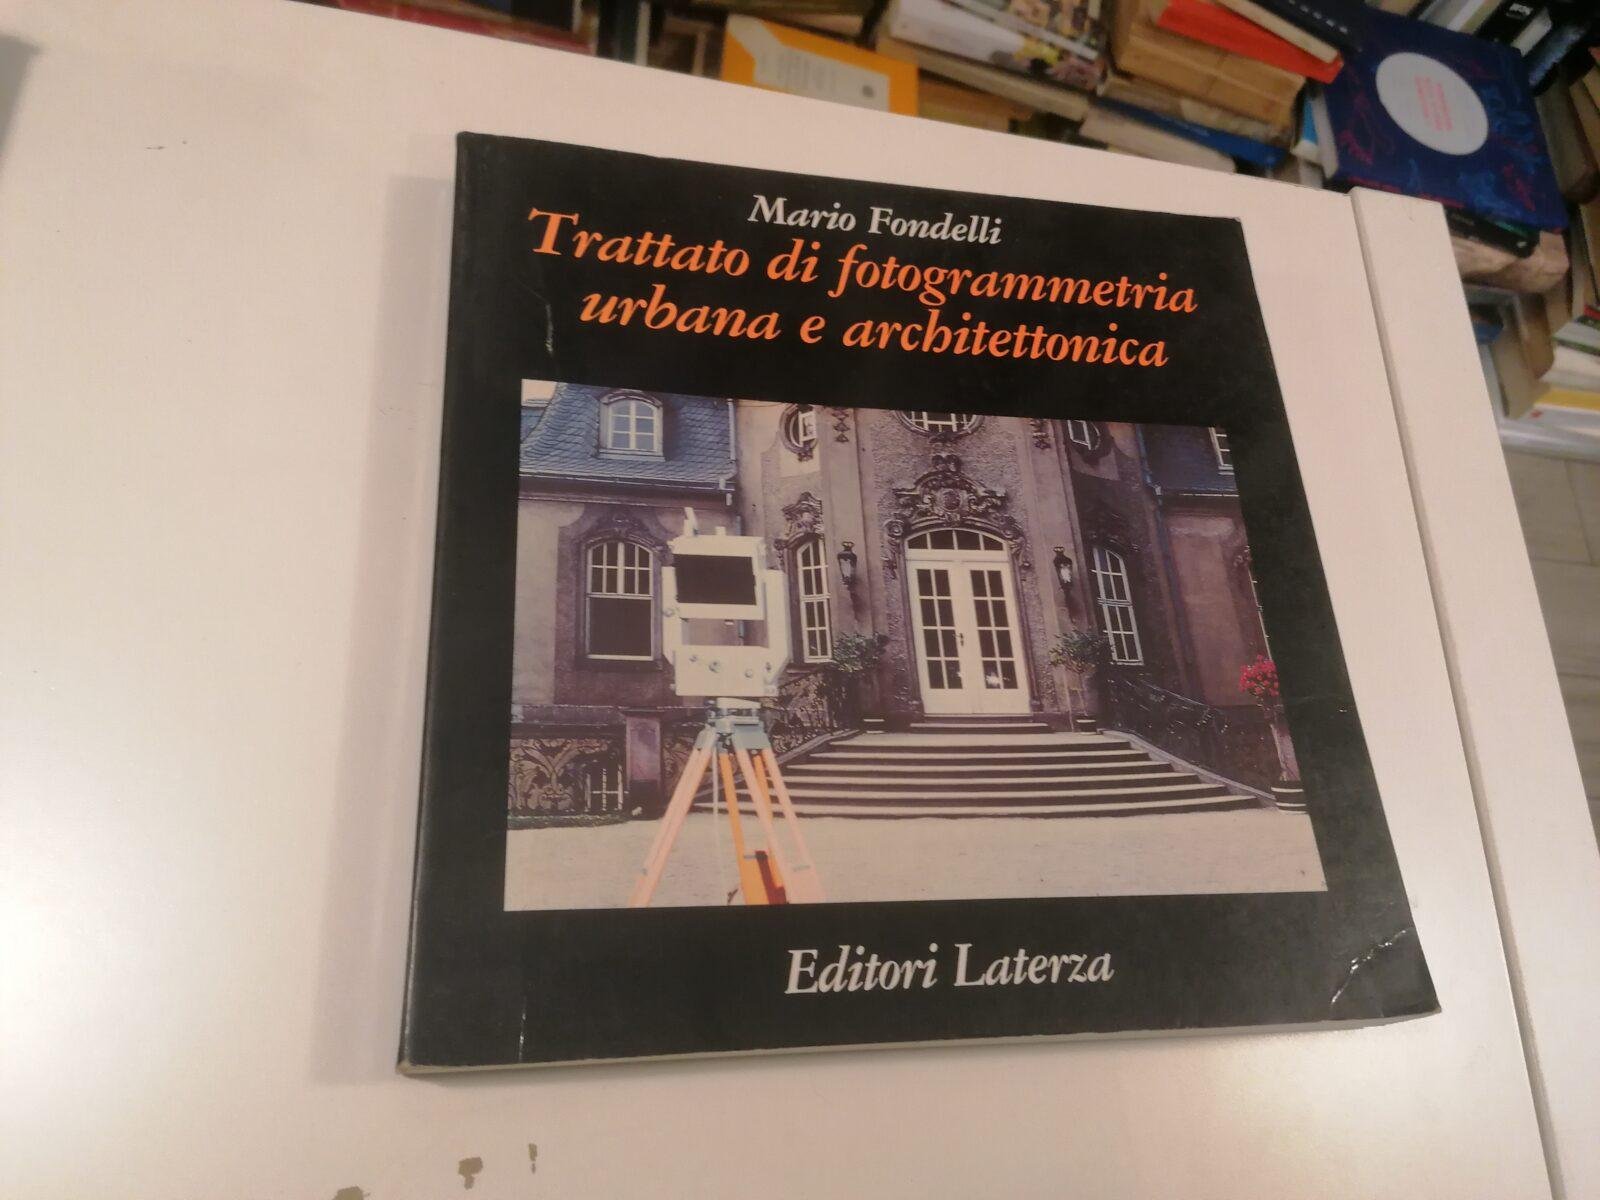 Mario Fondelli
Trattato di fotogrammetria
urbana e architettonica
Editori Laterza